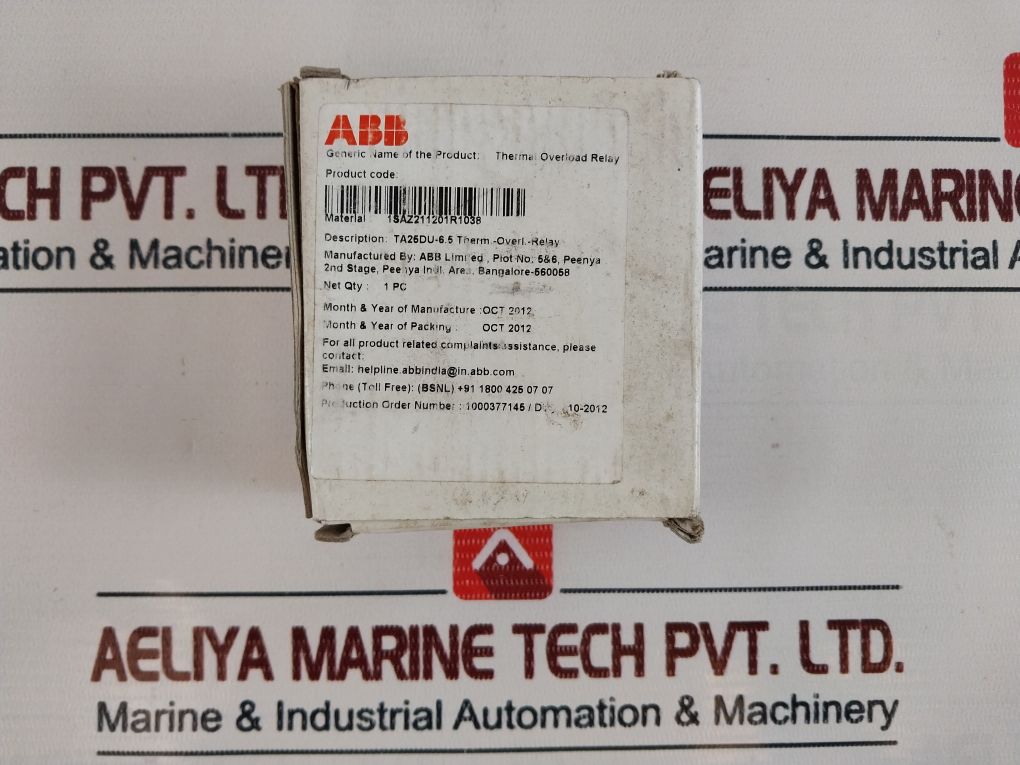 ABB
Generic Name of the Product: Thermal Overload Relay
Product code:
Material 1SAZ211201R1038
Description: TA25DU-6.5 Therm.-Overl.-Relay
Manufactured By: ABB Limited , Plot No: 5&6, Peenya
2nd Stage, Peenya Indl. Area, Bangalore-560058
Net Qty : 1 PC
Month & Year of Manufacture :OCT 2012
Month & Year of Packing : OCT 2012
For all product related complaints assistance, please
contact:
Email: helpline.abbindia@in.abb.com
Phone (Toll Free): (BSNL) +91 1800 425 07 07
Production Order Number : 1000377145 / 10-2012
CH PVT. LT
ation & Machiner
ELIYA MARIN
arine & Industrial A
AELIYA MARINE TECH PVT. LTD.
Marine & Industrial Automation & Machinery